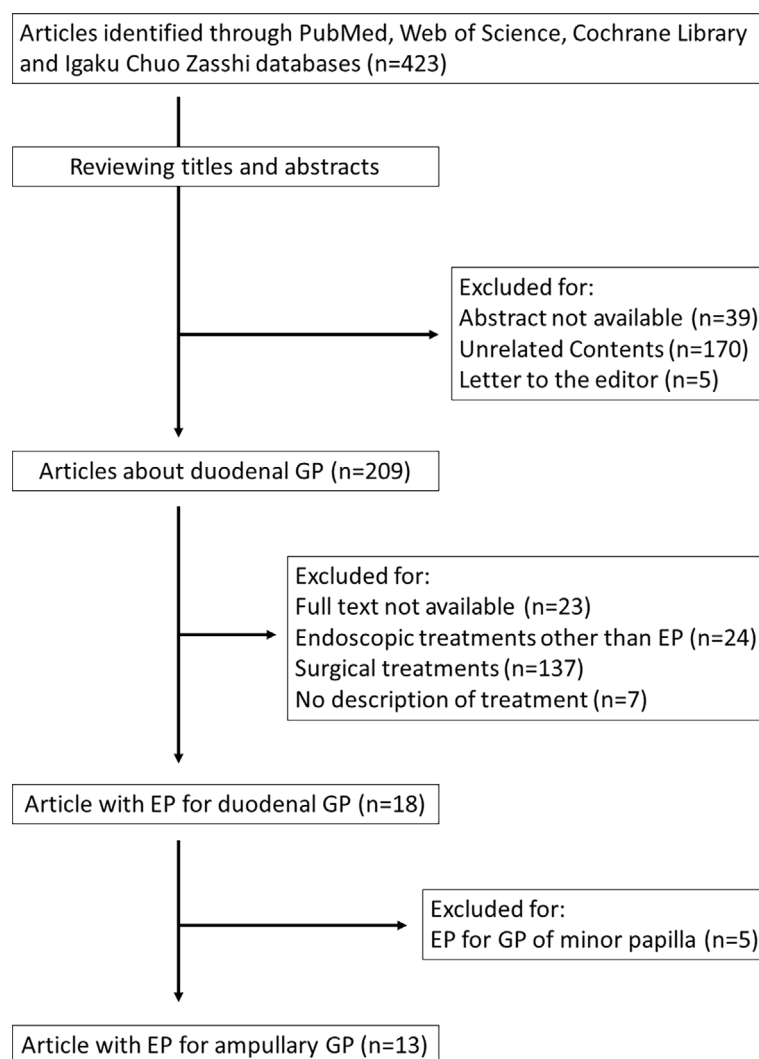 Articles identified through PubMed, Web of Science, Cochrane Library
and Igaku Chuo Zasshi databases (n=423)
Reviewing titles and abstracts
Excluded for:
Abstract not available (n=39)
Unrelated Contents (n=170)
Letter to the editor (n=5)
Articles about duodenal GP (n=209)
Excluded for:
Full text not available (n=23)
Endoscopic treatments other than EP (n=24)
Surgical treatments (n=137)
No description of treatment (n=7)
Article with EP for duodenal GP (n=18)
Excluded for:
EP for GP of minor papilla (n=5)
Article with EP for ampullary GP (n=13)